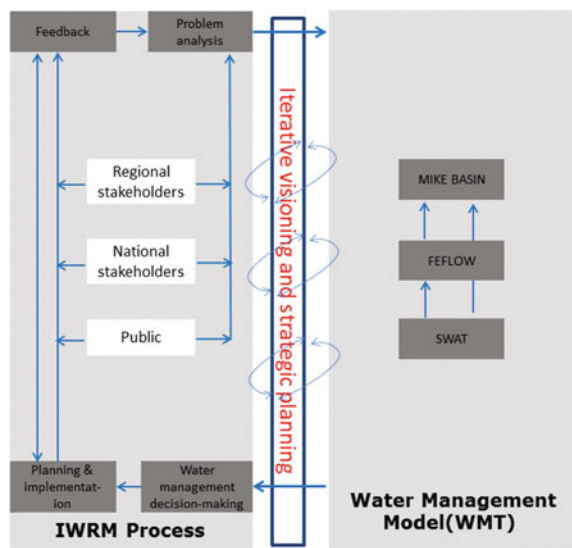 Feedback
Problem
analysis
Regional
stakeholders
National
stakeholders
Public
Planning &
implementat-
ion
Water
management
decision-making
IWRM Process
Iterative visioning and strategic planning
MIKE BASIN
FEFLOW
SWAT
Water Management
Model(WMT)